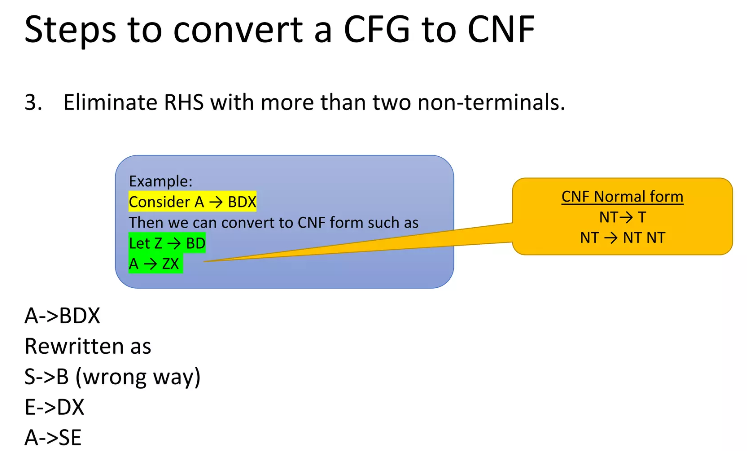 Steps to convert a CFG to CNF
3. Eliminate RHS with more than two non-terminals.
Example:
Consider A → BDX
Then we can convert to CNF form such as
Let Z → BD
A → ZX
CNF Normal form
NT→ T
NT → NT NT
A->BDX
Rewritten as
S->B (wrong way)
E->DX
A->SE